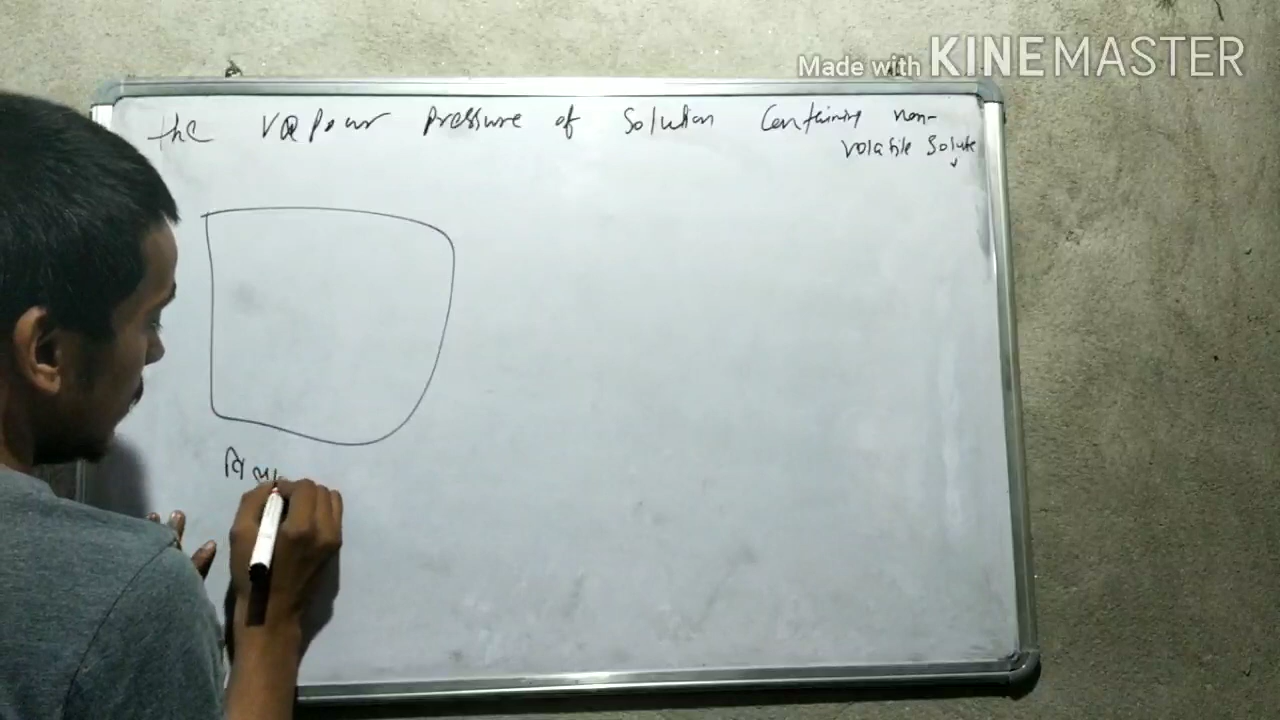 Made with KINEMASTER
the vapour pressure of solution containing non-
volatile solute
विला